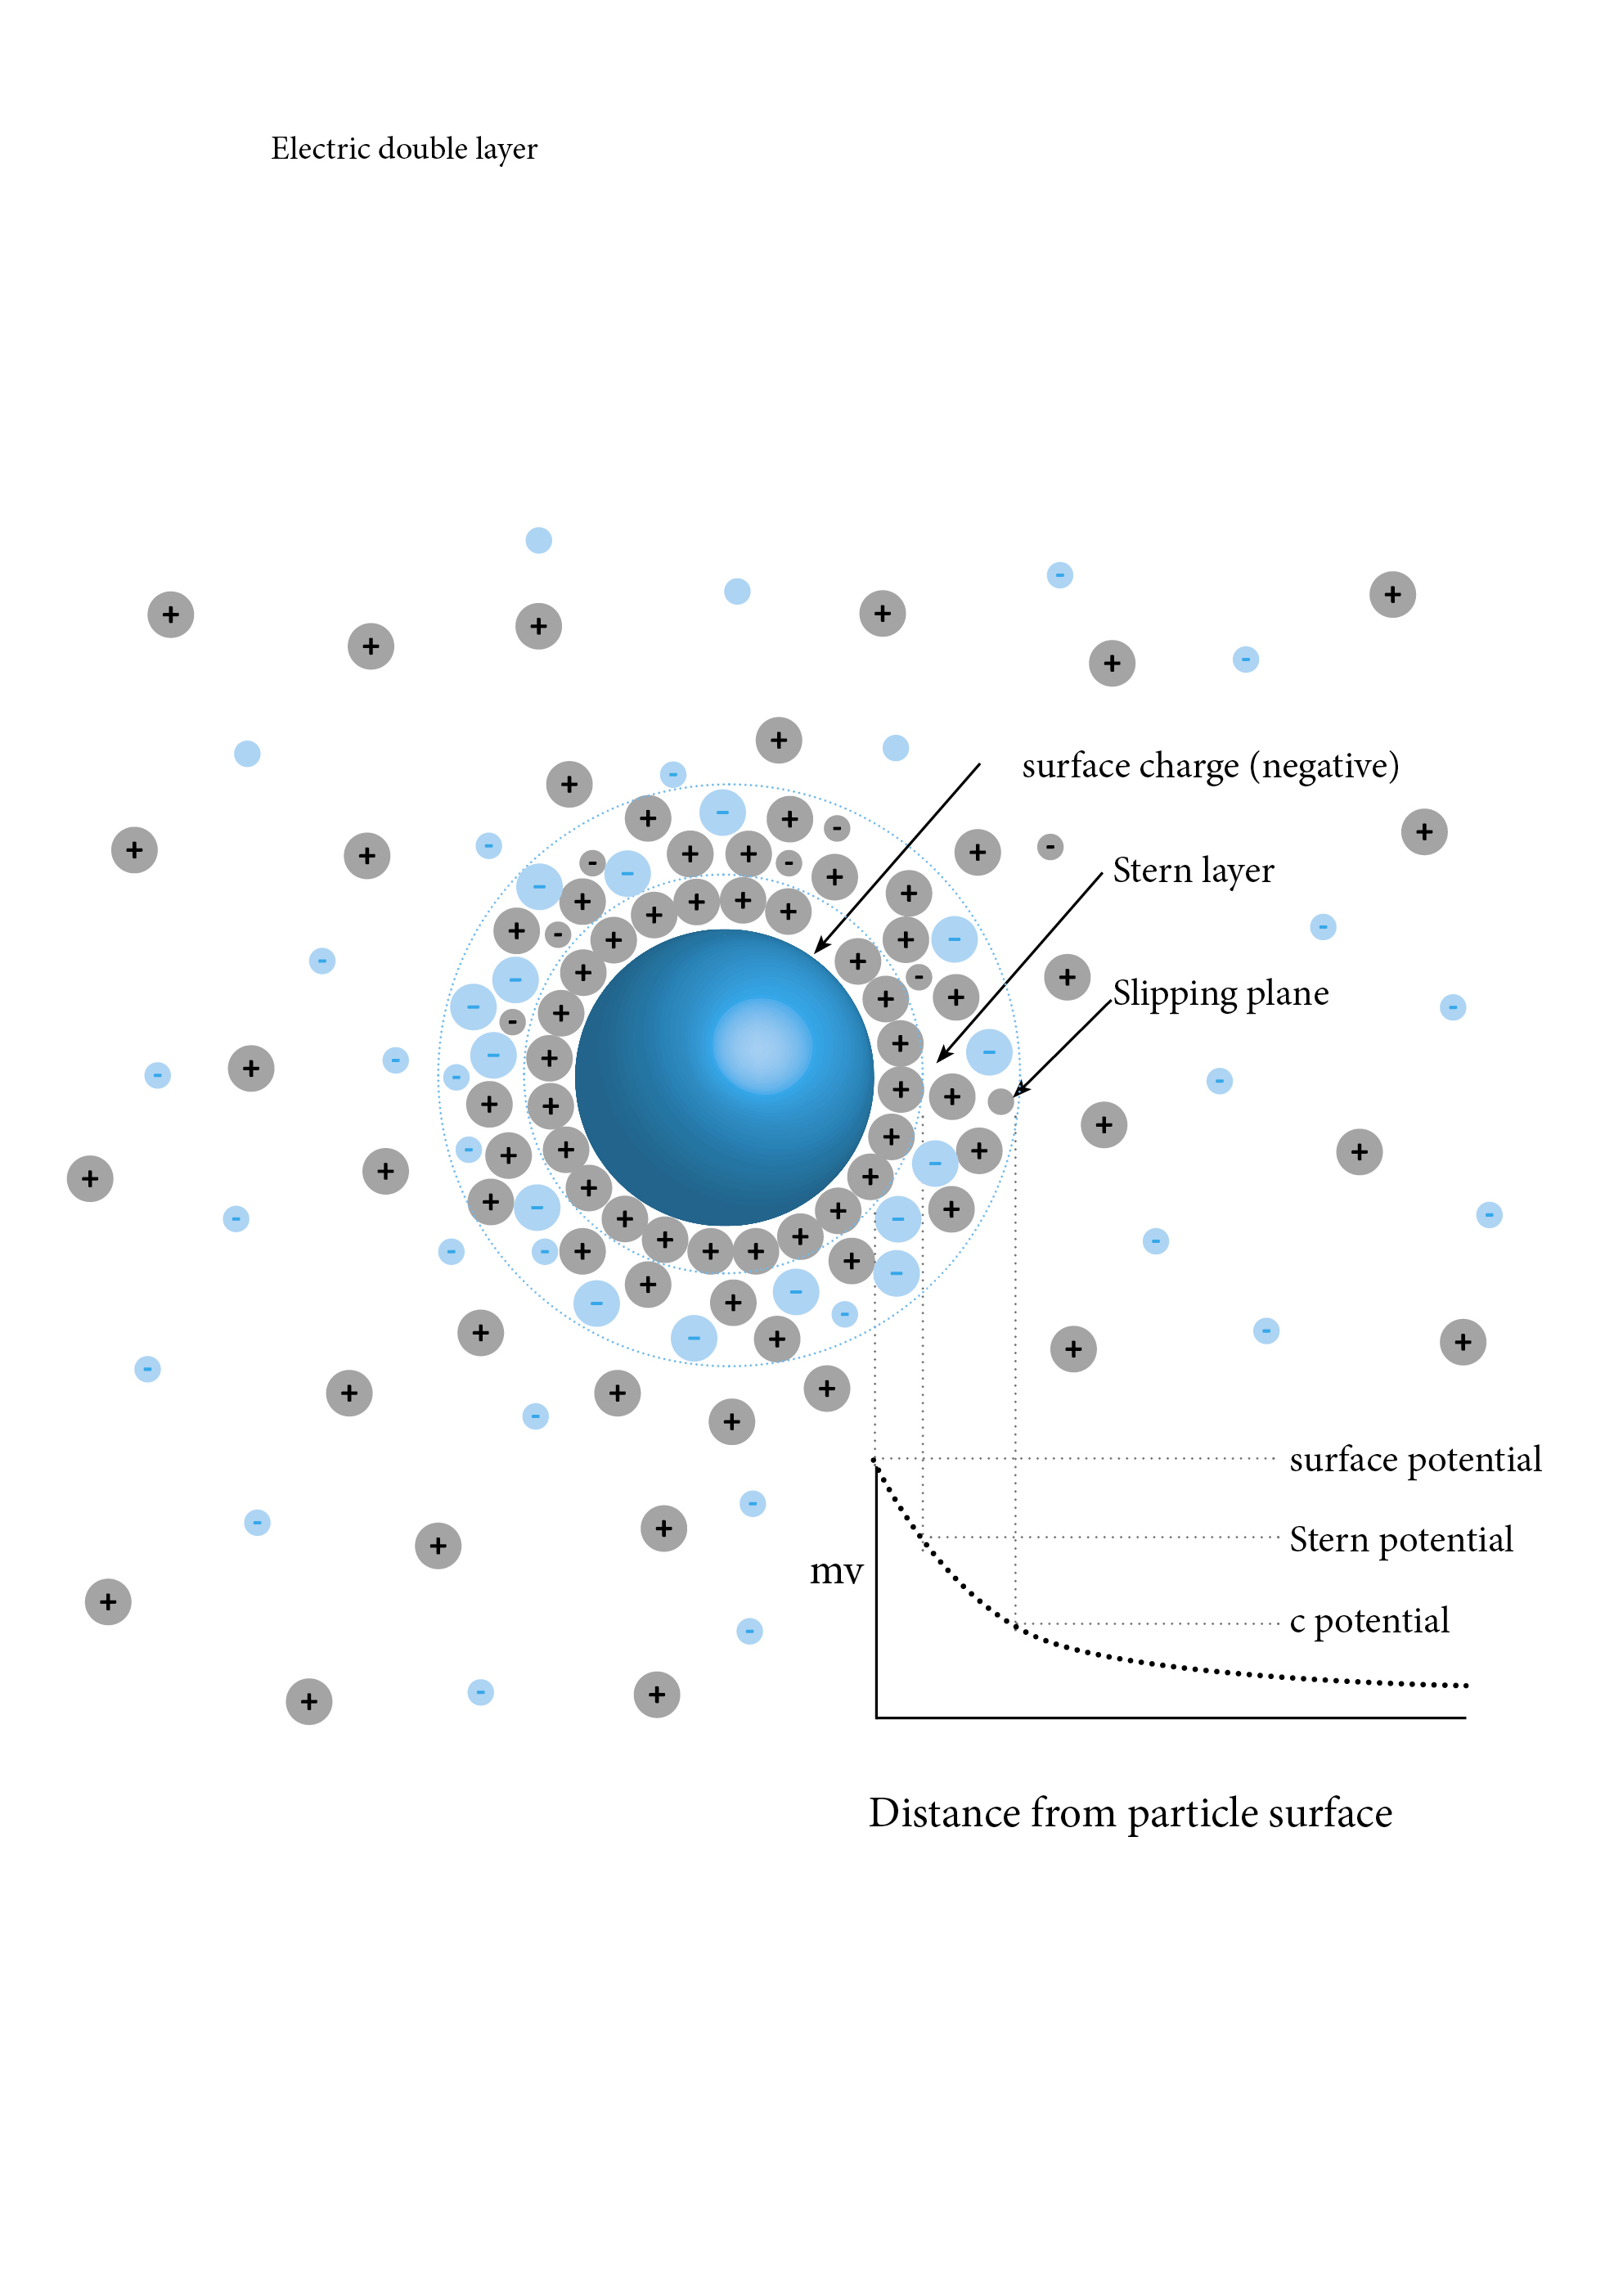 Electric double layer
surface charge (negative)
Stern layer
Slipping plane
surface potential
Stern potential
mv
c potential
Distance from particle surface